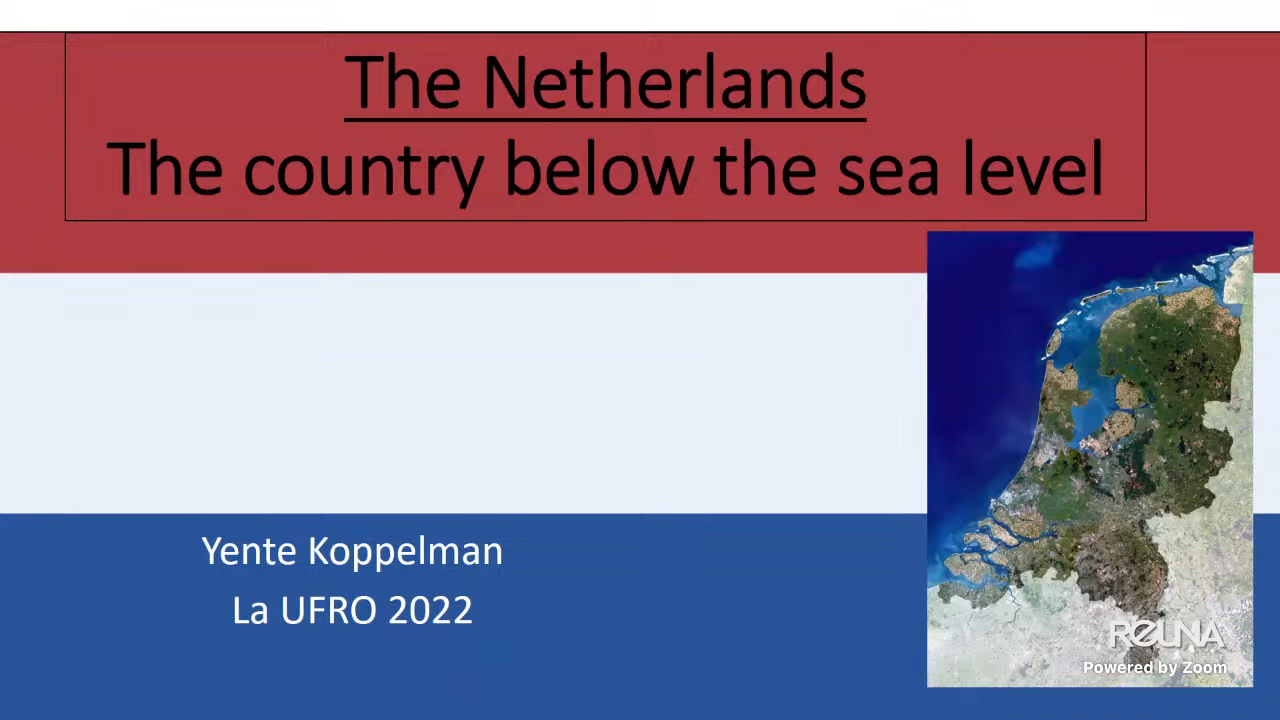 The Netherlands
The country below the sea level
Yente Koppelman
La UFRO 2022
REUNA
Powered by Zoom